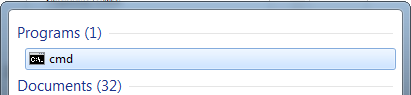 Programs (1)
cmd
Documents (32)